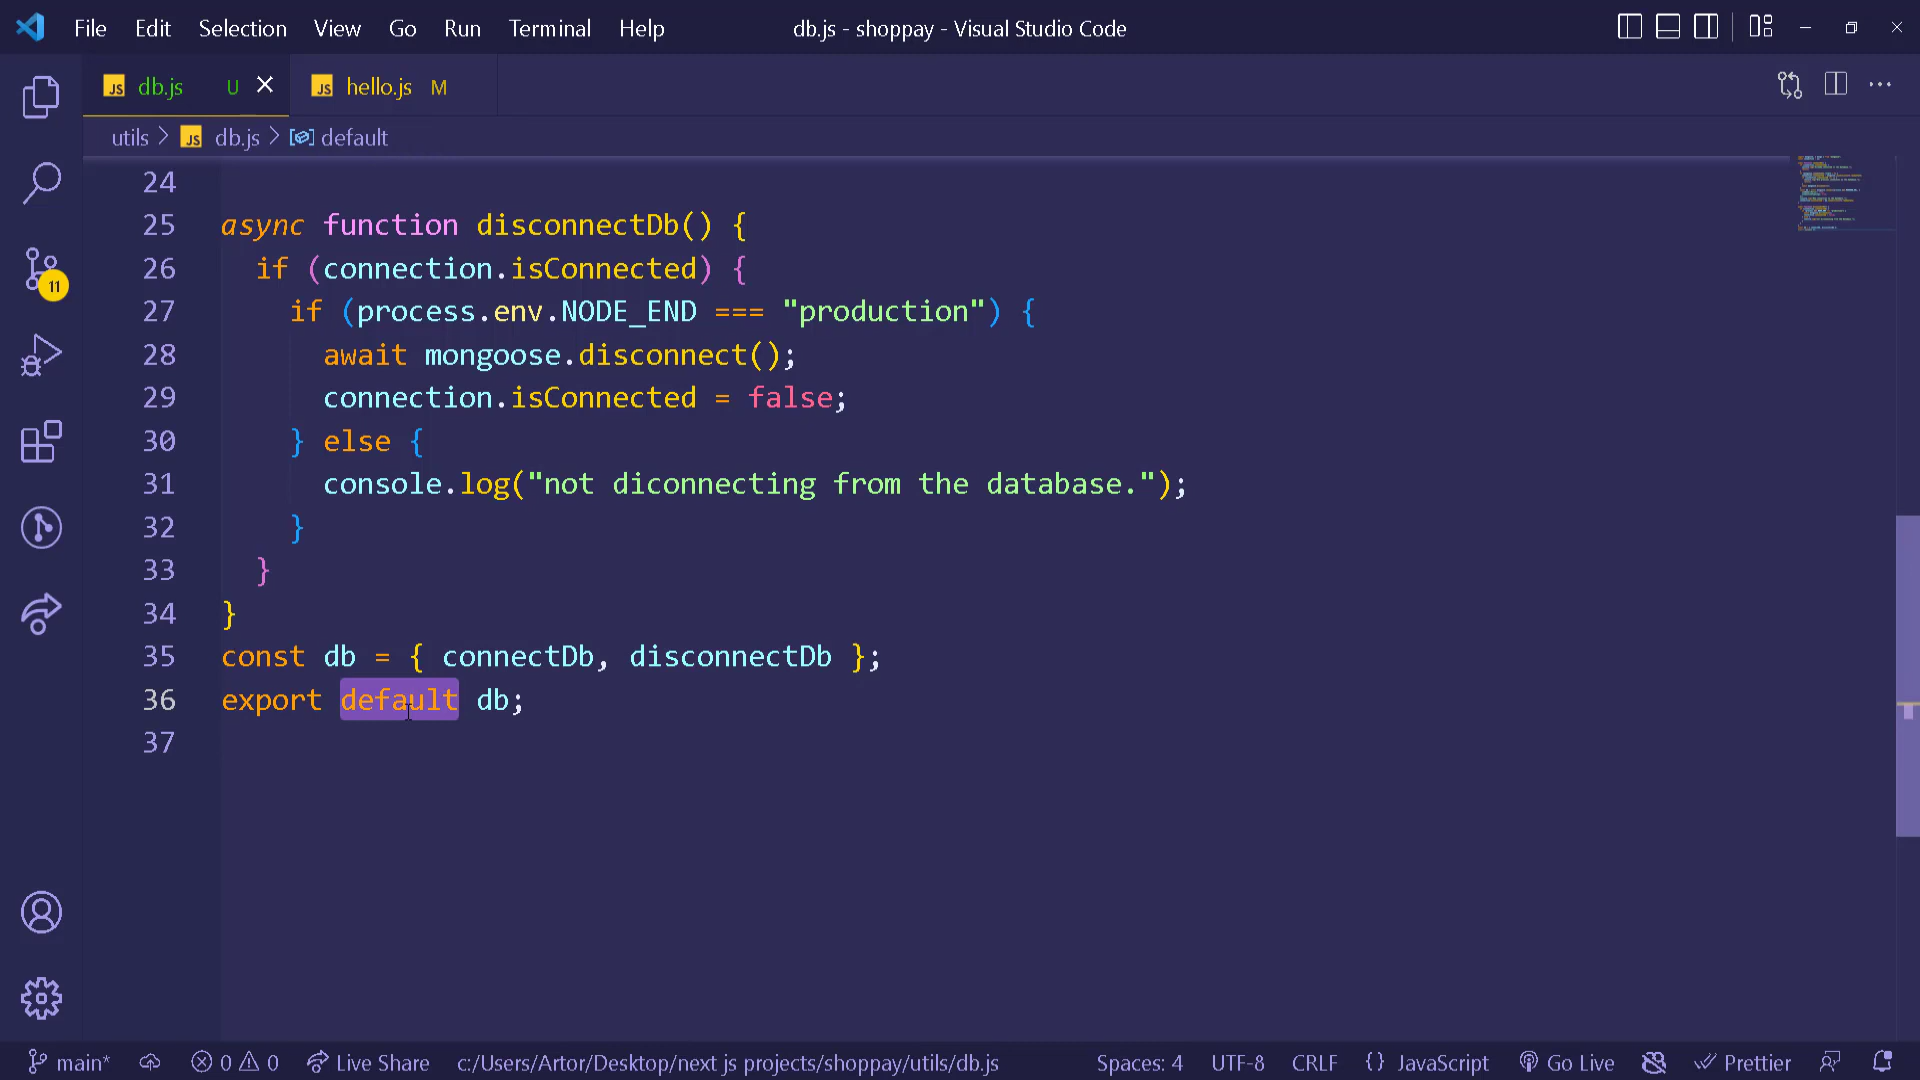 File Edit Selection View Go Run Terminal Help db.js - shoppay - Visual Studio Code
JS db.js U JS hello.js M
utils > JS db.js > default
24
25 async function disconnectDb() {
26 if (connection.isConnected) {
27 if (process.env.NODE_END === "production") {
28 await mongoose.disconnect();
29 connection.isConnected = false;
30 } else {
31 console.log("not diconnecting from the database.");
32 }
33 }
34 }
35 const db = { connectDb, disconnectDb };
36 export default db;
37
11
main* 0 0 Live Share c:/Users/Artor/Desktop/next js projects/shoppay/utils/db.js Spaces: 4 UTF-8 CRLF {} JavaScript Go Live Prettier